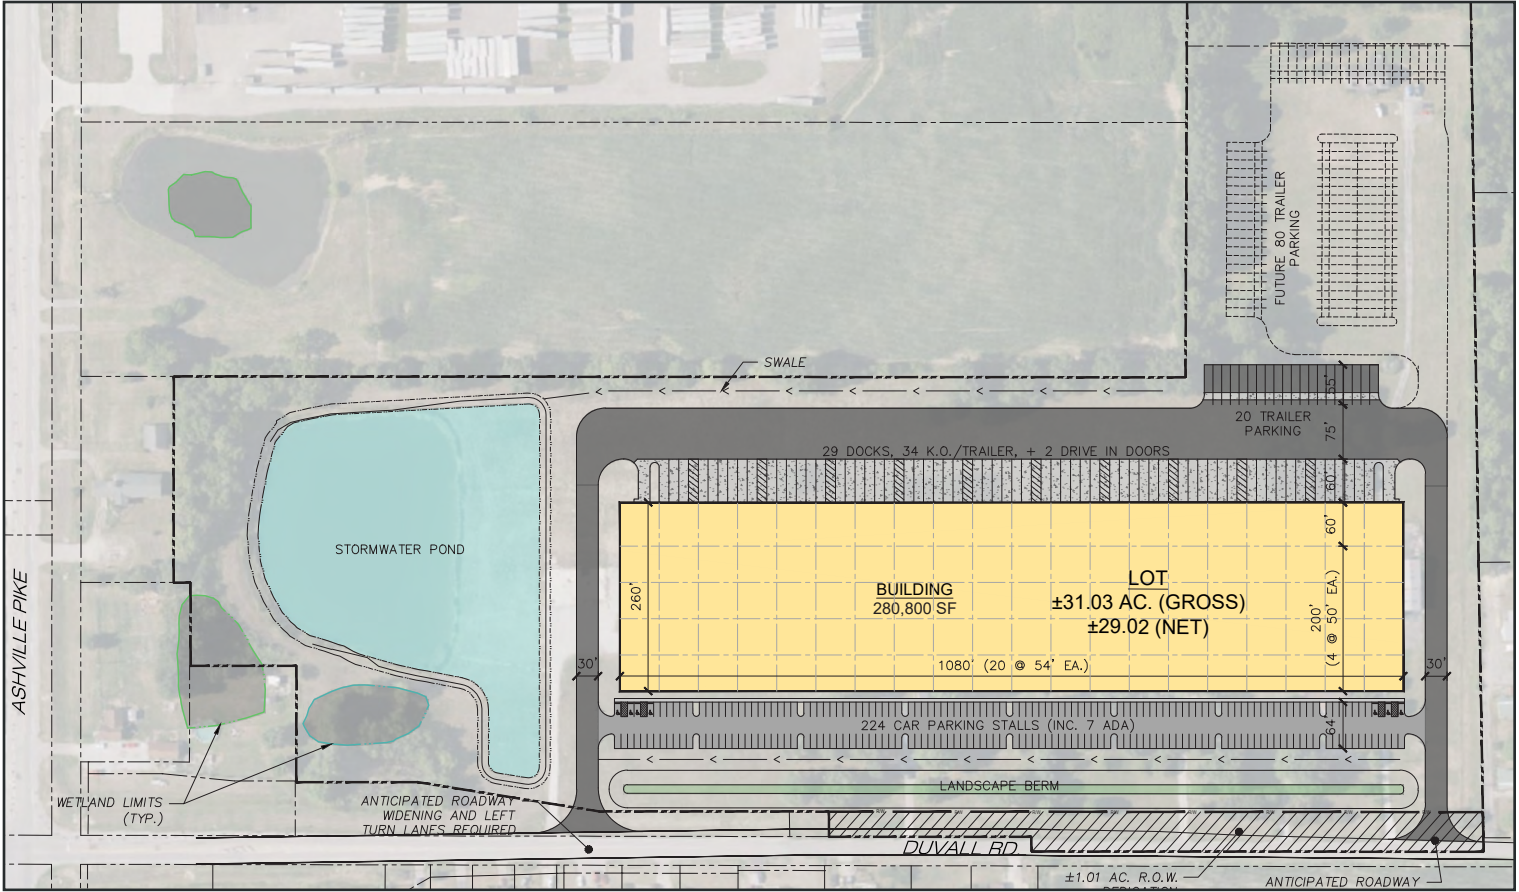 SWALE
FUTURE 80 TRAILER
PARKING
20 TRAILER
PARKING
55'
75'
29 DOCKS, 34 K.O./TRAILER, + 2 DRIVE IN DOORS
60'
60'
STORMWATER POND
BUILDING
280,800 SF
LOT
±31.03 AC. (GROSS)
±29.02 (NET)
260'
200'
(4 @ 50' EA.)
1080' (20 @ 54' EA.)
30'
30'
224 CAR PARKING STALLS (INC. 7 ADA)
64'
LANDSCAPE BERM
ASHVILLE PIKE
WETLAND LIMITS
(TYP.)
ANTICIPATED ROADWAY
WIDENING AND LEFT
TURN LANES REQUIRED
DUVALL RD
±1.01 AC. R.O.W.
DEDICATION
ANTICIPATED ROADWAY